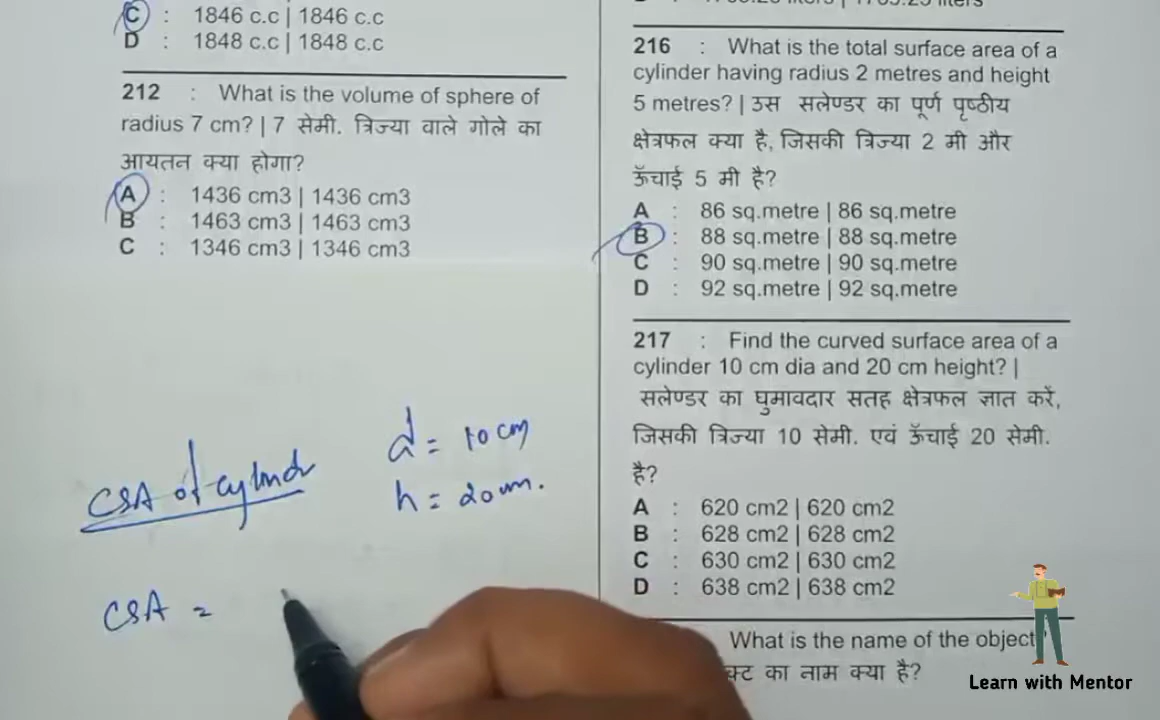 C : 1846 c.c | 1846 c.c
D : 1848 c.c | 1848 c.c
212 : What is the volume of sphere of
radius 7 cm? | 7 सेमी. त्रिज्या वाले गोले का
आयतन क्या होगा?
A : 1436 cm3 | 1436 cm3
B : 1463 cm3 | 1463 cm3
C : 1346 cm3 | 1346 cm3
CSA of cylinder
d = 10 cm
h = 20 cm.
CSA =
216 : What is the total surface area of a
cylinder having radius 2 metres and height
5 metres? | उस सलेण्डर का पूर्ण पृष्ठीय
क्षेत्रफल क्या है, जिसकी त्रिज्या 2 मी और
ऊँचाई 5 मी है?
A : 86 sq.metre | 86 sq.metre
B : 88 sq.metre | 88 sq.metre
C : 90 sq.metre | 90 sq.metre
D : 92 sq.metre | 92 sq.metre
217 : Find the curved surface area of a
cylinder 10 cm dia and 20 cm height? |
सलेण्डर का घुमावदार सतह क्षेत्रफल ज्ञात करें,
जिसकी त्रिज्या 10 सेमी. एवं ऊँचाई 20 सेमी.
है?
A : 620 cm2 | 620 cm2
B : 628 cm2 | 628 cm2
C : 630 cm2 | 630 cm2
D : 638 cm2 | 638 cm2
What is the name of the object
का नाम क्या है?
Learn with Mentor